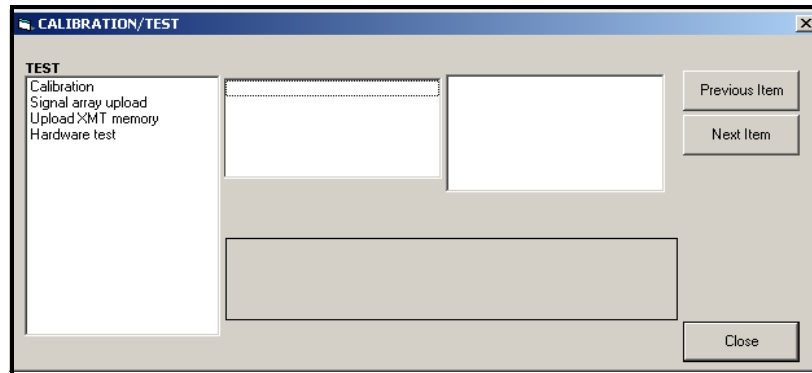 CALIBRATION/TEST
TEST
Calibration
Signal array upload
Upload XMT memory
Hardware test
Previous Item
Next Item
Close